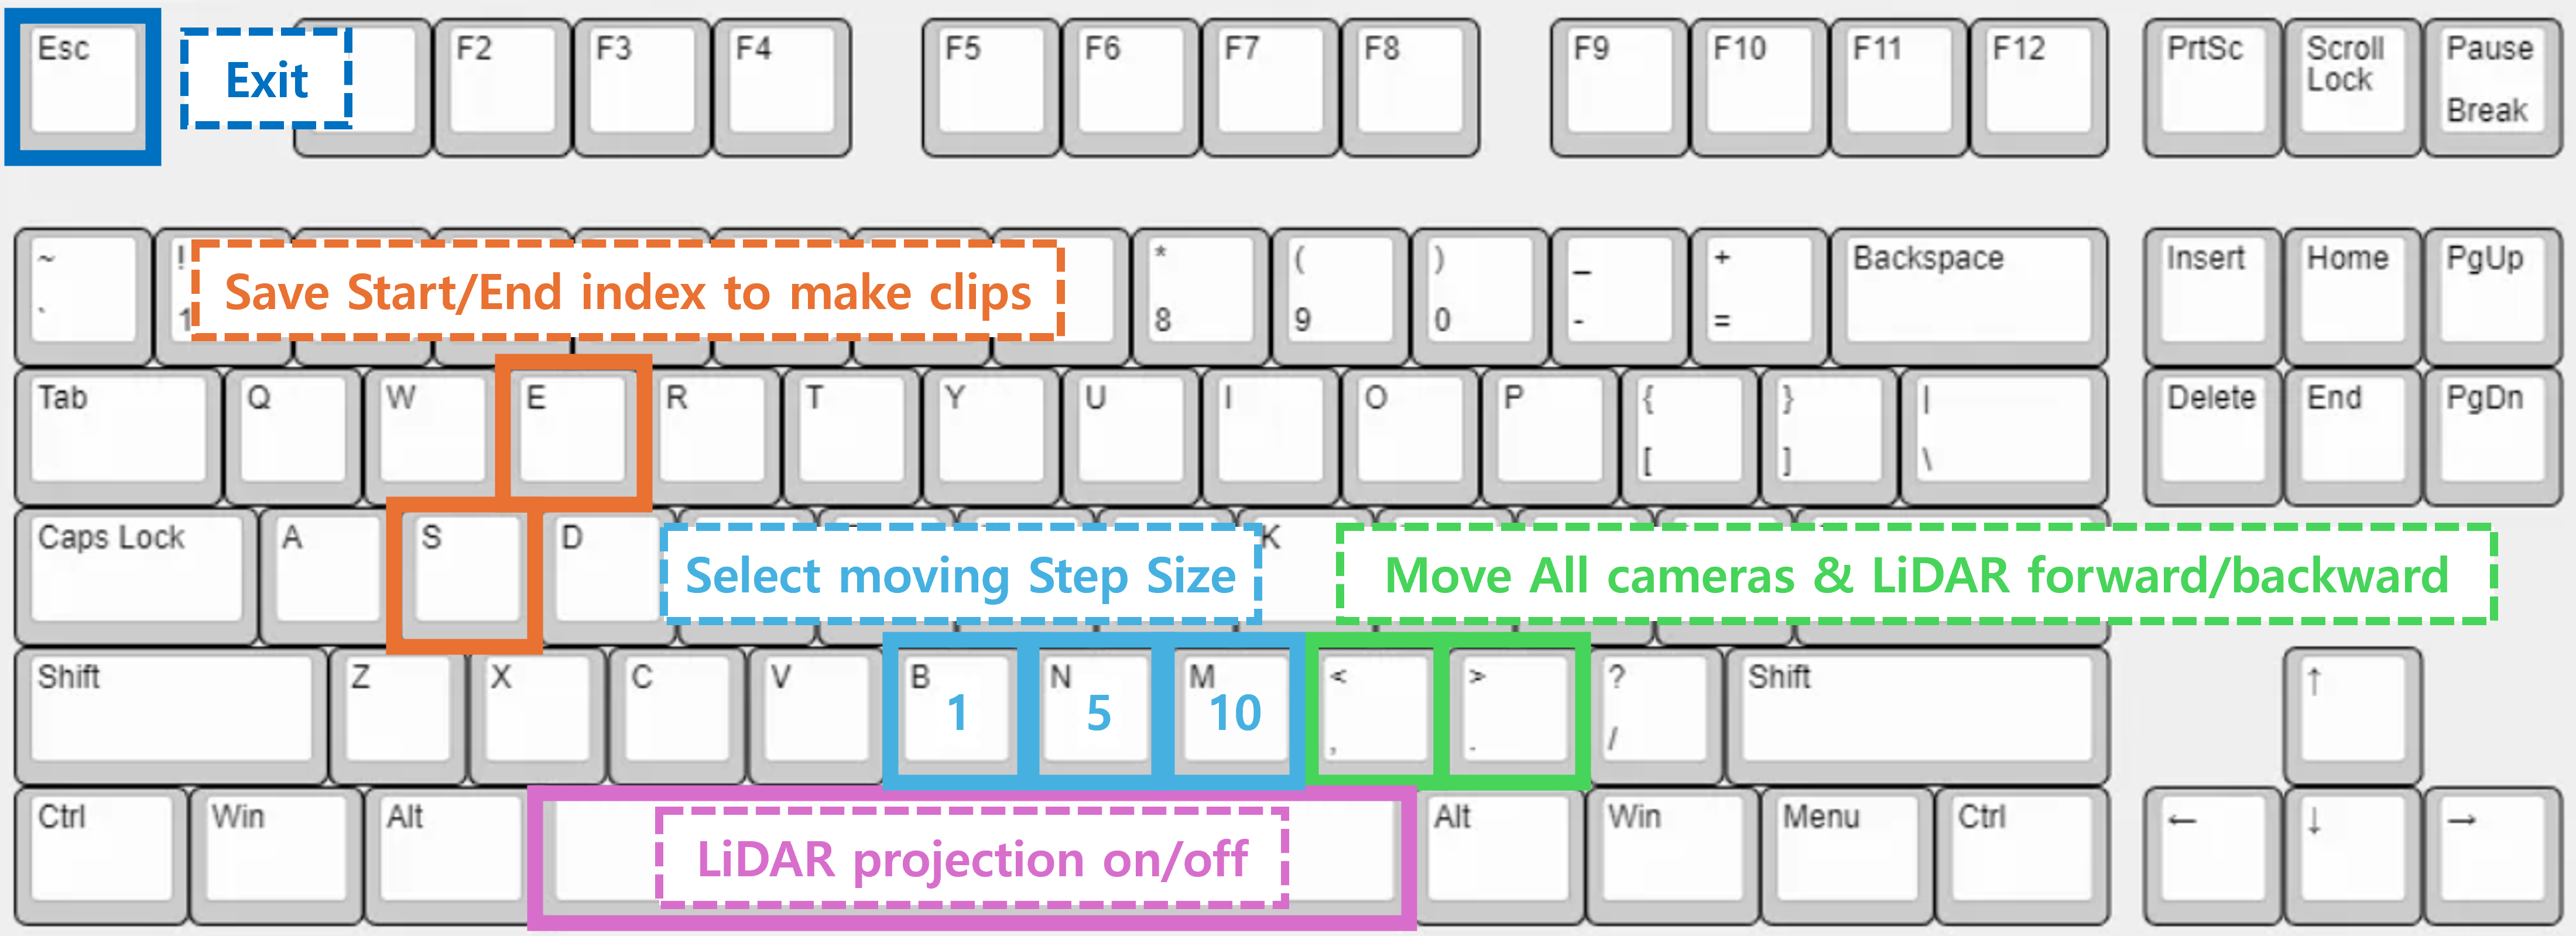 Esc
Exit
F2
F3
F4
F5
F6
F7
F8
F9
F10
F11
F12
PrtSc
Scroll
Lock
Pause
Break
~
`
!
1
Save Start/End index to make clips
*
8
(
9
)
0
_
-
+
=
Backspace
Insert
Home
PgUp
Tab
Q
W
E
R
T
Y
U
I
O
P
{
[
}
]
|
\
Delete
End
PgDn
Caps Lock
A
S
D
Select moving Step Size
K
Move All cameras & LiDAR forward/backward
Shift
Z
X
C
V
B
1
N
5
M
10
<
,
>
.
?
/
Shift
↑
Ctrl
Win
Alt
LiDAR projection on/off
Alt
Win
Menu
Ctrl
←
↓
→